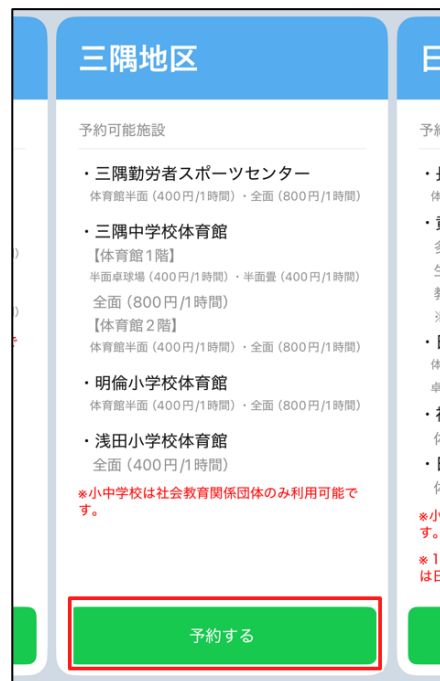 三隅地区
予約可能施設
・三隅勤労者スポーツセンター
体育館半面（400円/1時間）・全面（800円/1時間）
・三隅中学校体育館
【体育館1階】
半面卓球場（400円/1時間）・半面畳（400円/1時間）
全面（800円/1時間）
【体育館2階】
体育館半面（400円/1時間）・全面（800円/1時間）
・明倫小学校体育館
体育館半面（400円/1時間）・全面（800円/1時間）
・浅田小学校体育館
全面（400円/1時間）
※小中学校は社会教育関係団体のみ利用可能で
す。
予約する